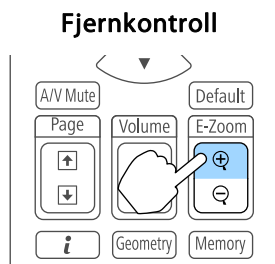 Fjernkontroll
A/V Mute Default
Page Volume E-Zoom
i Geometry Memory